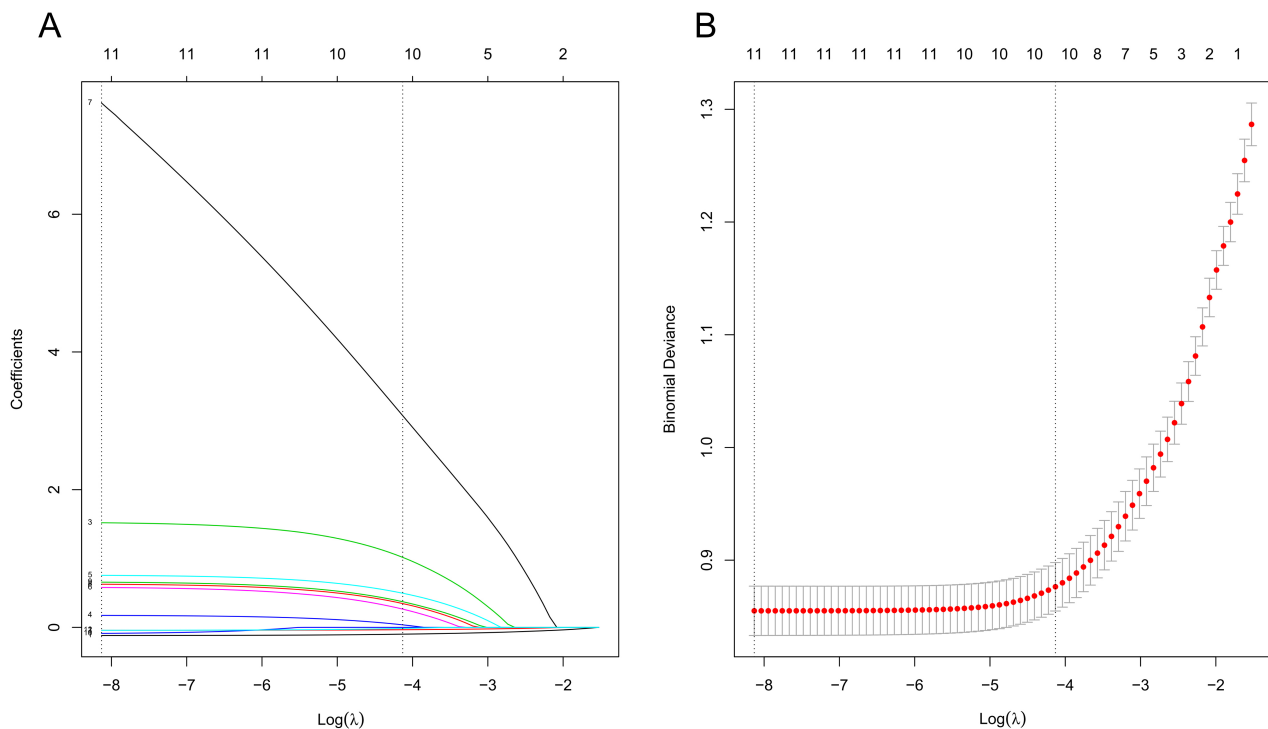 A
11 11 11 10 10 5 2
7
3
5
4
Coefficients
6
4
2
0
−8 −7 −6 −5 −4 −3 −2
Log(λ)
B
11 11 11 11 11 11 10 10 10 10 8 7 5 3 2 1
Binomial Deviance
1.3
1.2
1.1
1.0
0.9
−8 −7 −6 −5 −4 −3 −2
Log(λ)